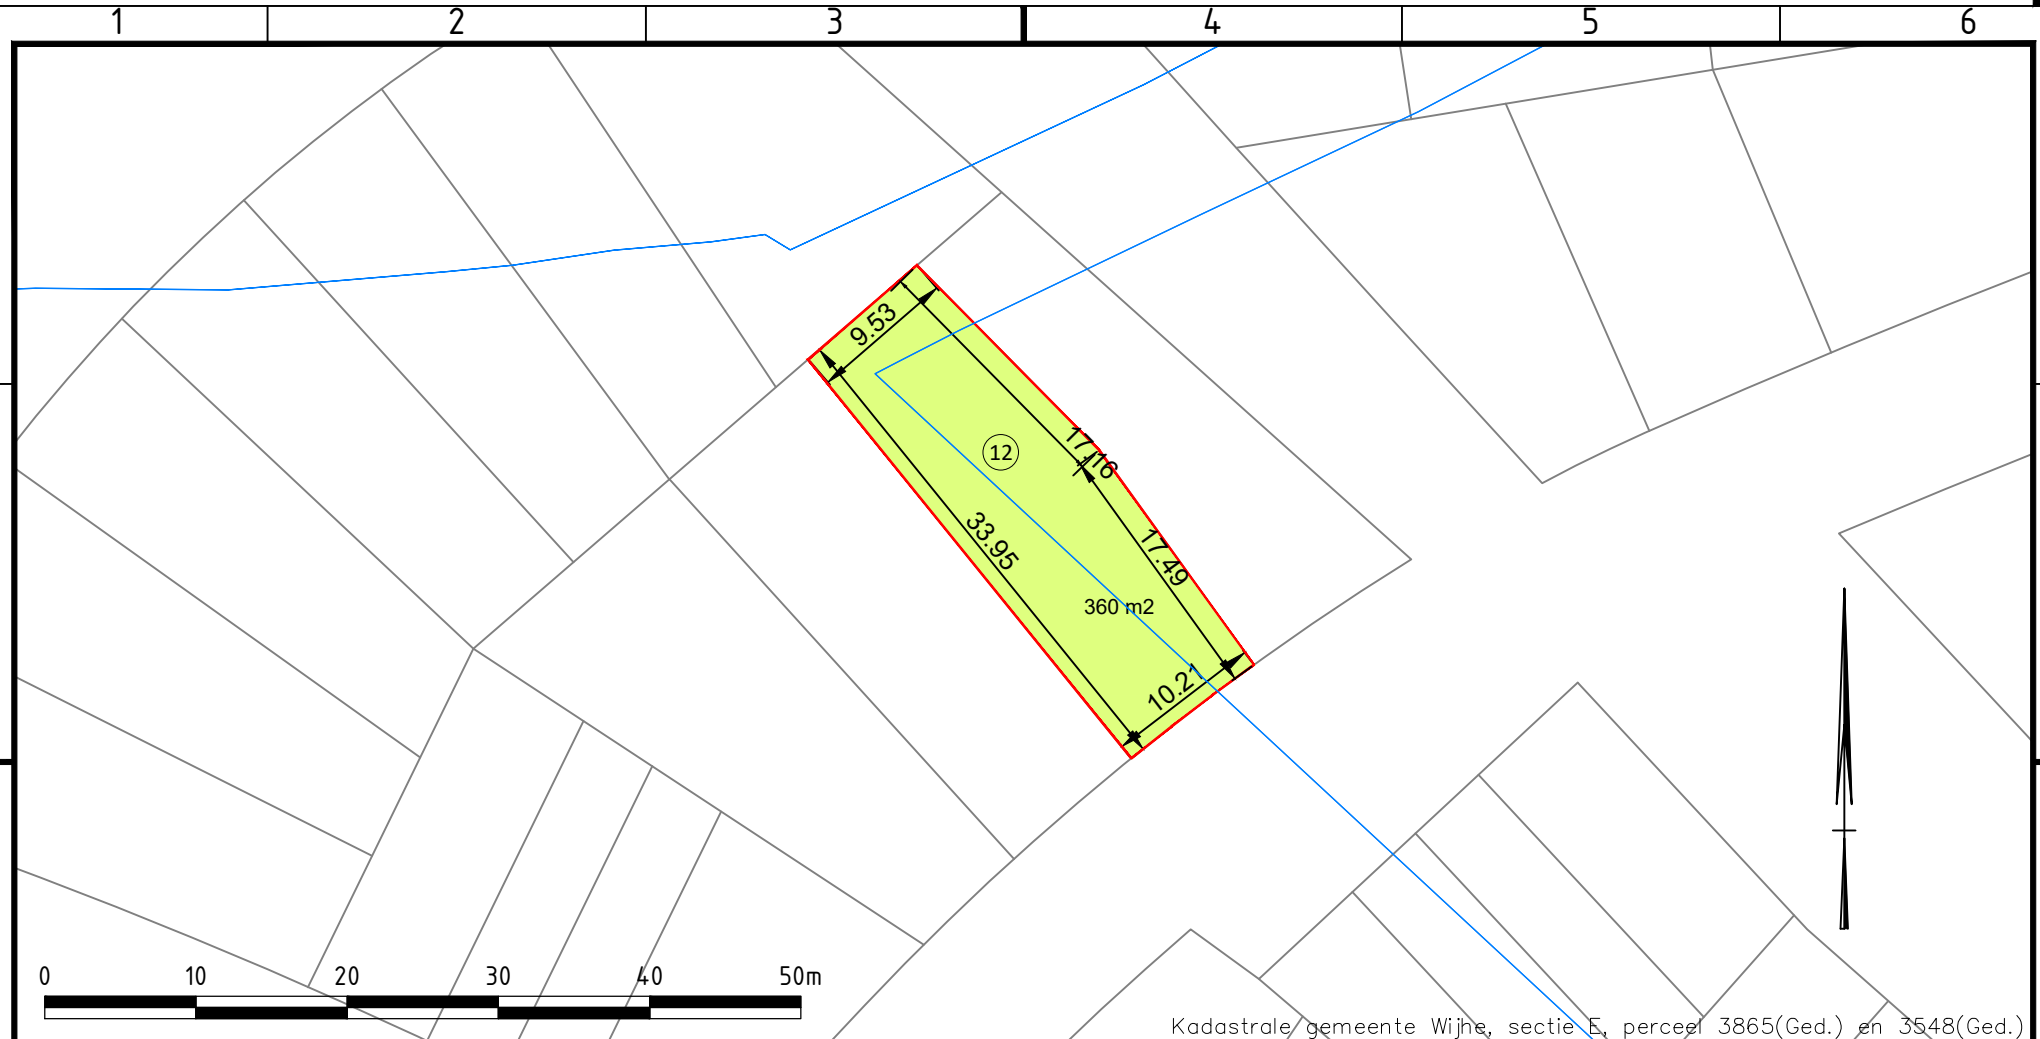 1 2 3 4 5 6
9.53
17.16
12
33.95
17.49
360 m2
10.21
0 10 20 30 40 50m
Kadastrale gemeente Wijhe, sectie E, perceel 3865(Ged.) en 3548(Ged.)